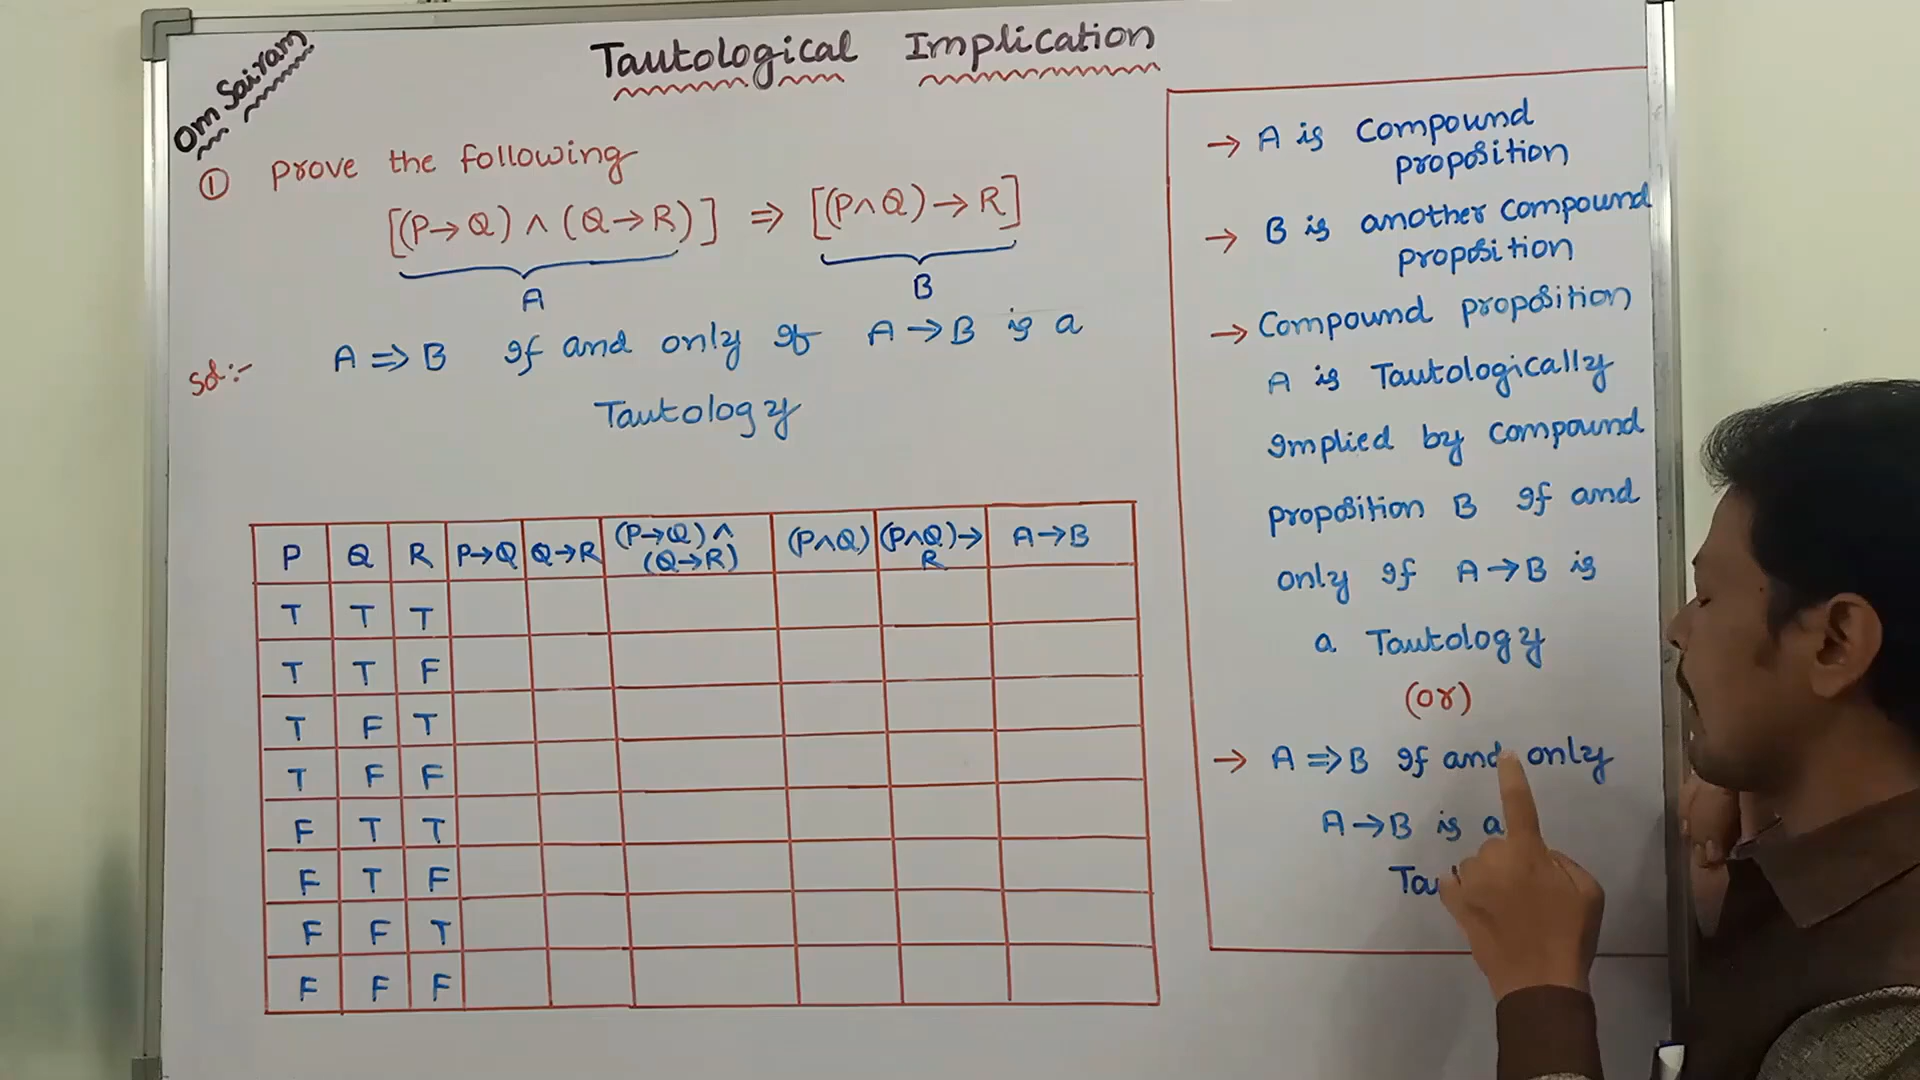 Om Sairam
Tautological Implication
① Prove the following
[(P→Q) ∧ (Q→R)] ⇒ [(P∧Q)→R]
A B
Sol:- A ⇒ B If and only if A→B is a
Tautology
P Q R P→Q Q→R (P→Q) ∧ (Q→R) (P∧Q) (P∧Q)→R A→B
T T T
T T F
T F T
T F F
F T T
F T F
F F T
F F F
→ A is Compound
proposition
→ B is another Compound
proposition
→ Compound proposition
A is Tautologically
Implied by Compound
proposition B If and
only If A→B is
a Tautology
(or)
→ A ⇒ B If and only
A→B is a